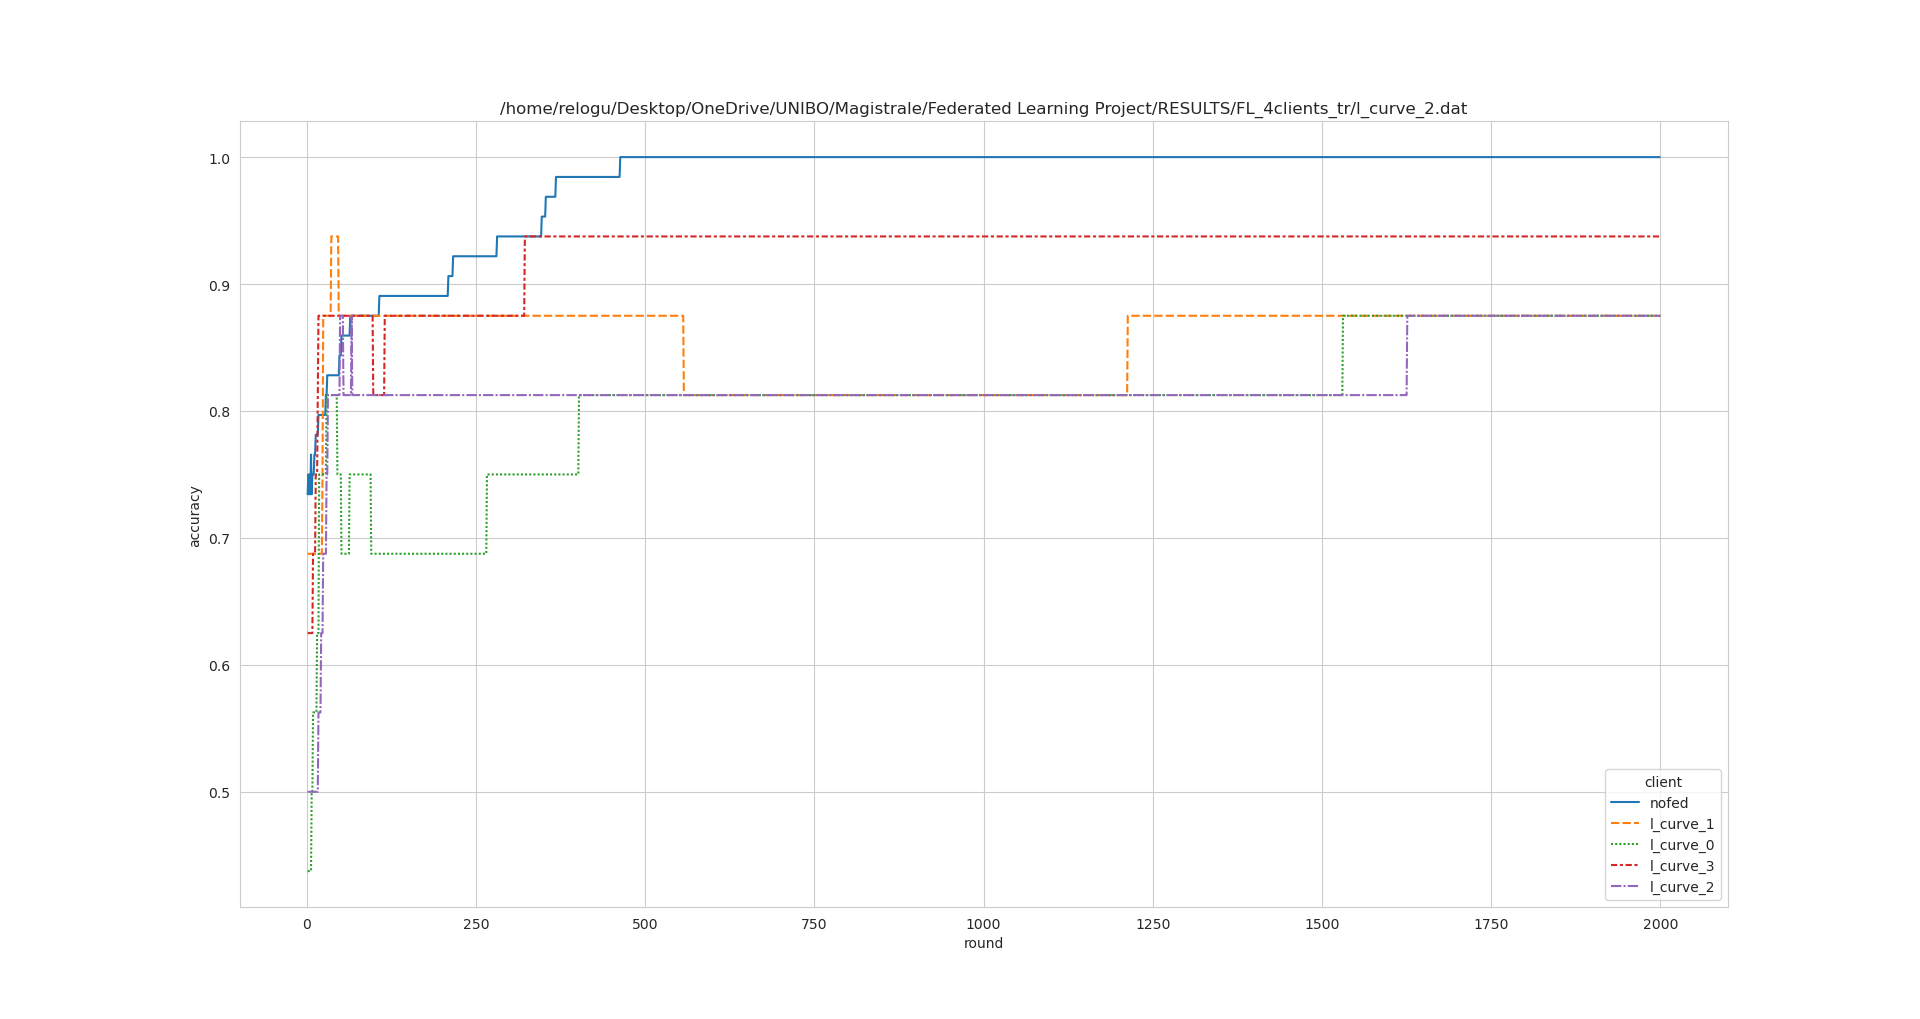 /home/relogu/Desktop/OneDrive/UNIBO/Magistrale/Federated Learning Project/RESULTS/FL_4clients_tr/l_curve_2.dat
1.0
0.9
0.8
0.7
0.6
0.5
accuracy
0 250 500 750 1000 1250 1500 1750 2000
round
client
nofed
l_curve_1
l_curve_0
l_curve_3
l_curve_2